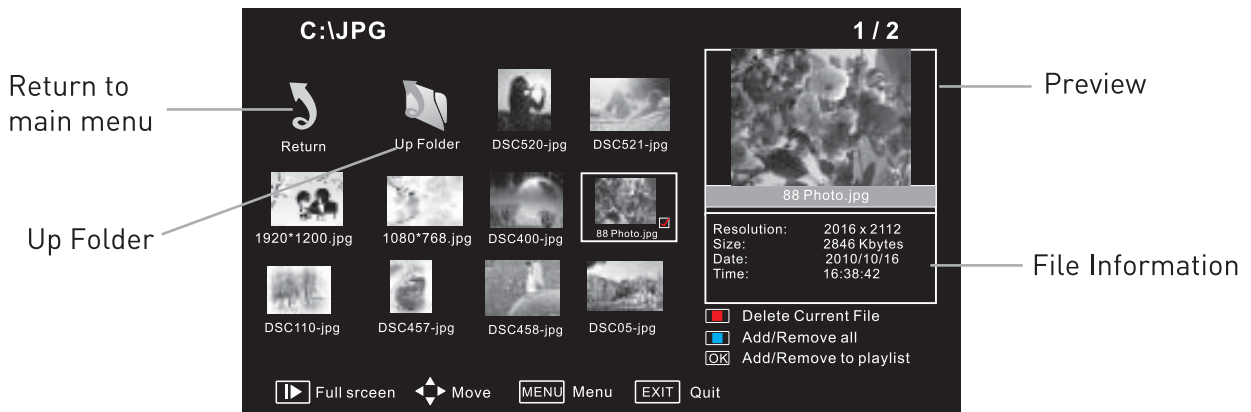 C:\JPG
1 / 2
Return to
main menu
Up Folder
Return
Up Folder
DSC520-jpg
DSC521-jpg
1920*1200.jpg
1080*768.jpg
DSC400-jpg
88 Photo.jpg
DSC110-jpg
DSC457-jpg
DSC458-jpg
DSC05-jpg
Preview
88 Photo.jpg
Resolution: 2016 x 2112
Size: 2846 Kbytes
Date: 2010/10/16
Time: 16:38:42
File Information
Delete Current File
Add/Remove all
OK Add/Remove to playlist
Full srceen
Move
MENU Menu
EXIT Quit